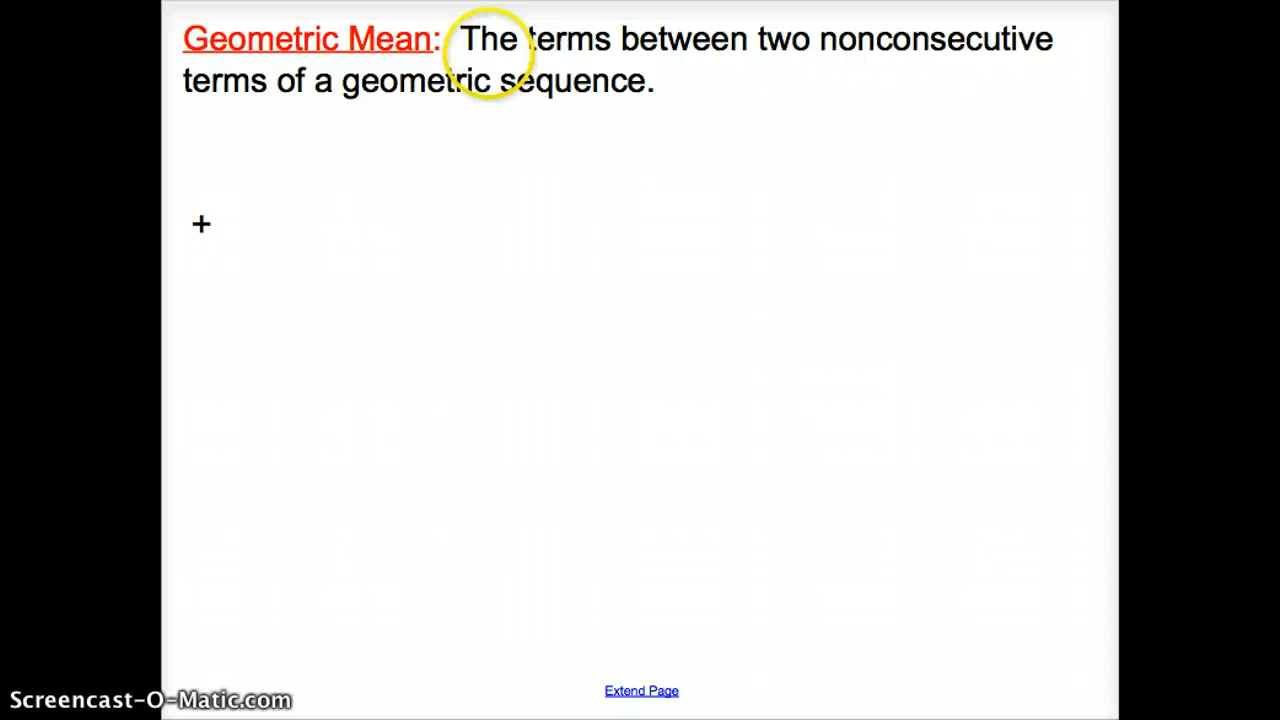 Geometric Mean: The terms between two nonconsecutive
terms of a geometric sequence.
+
Extend Page
Screencast-O-Matic.com